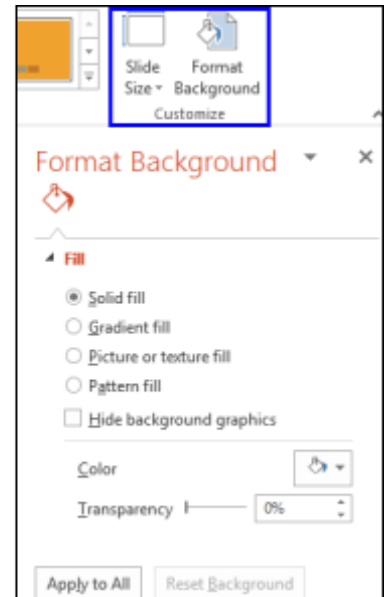 Slide Format
Size Background
Customize
Format Background
Fill
Solid fill
Gradient fill
Picture or texture fill
Pattern fill
Hide background graphics
Color
Transparency 0%
Apply to All Reset Background